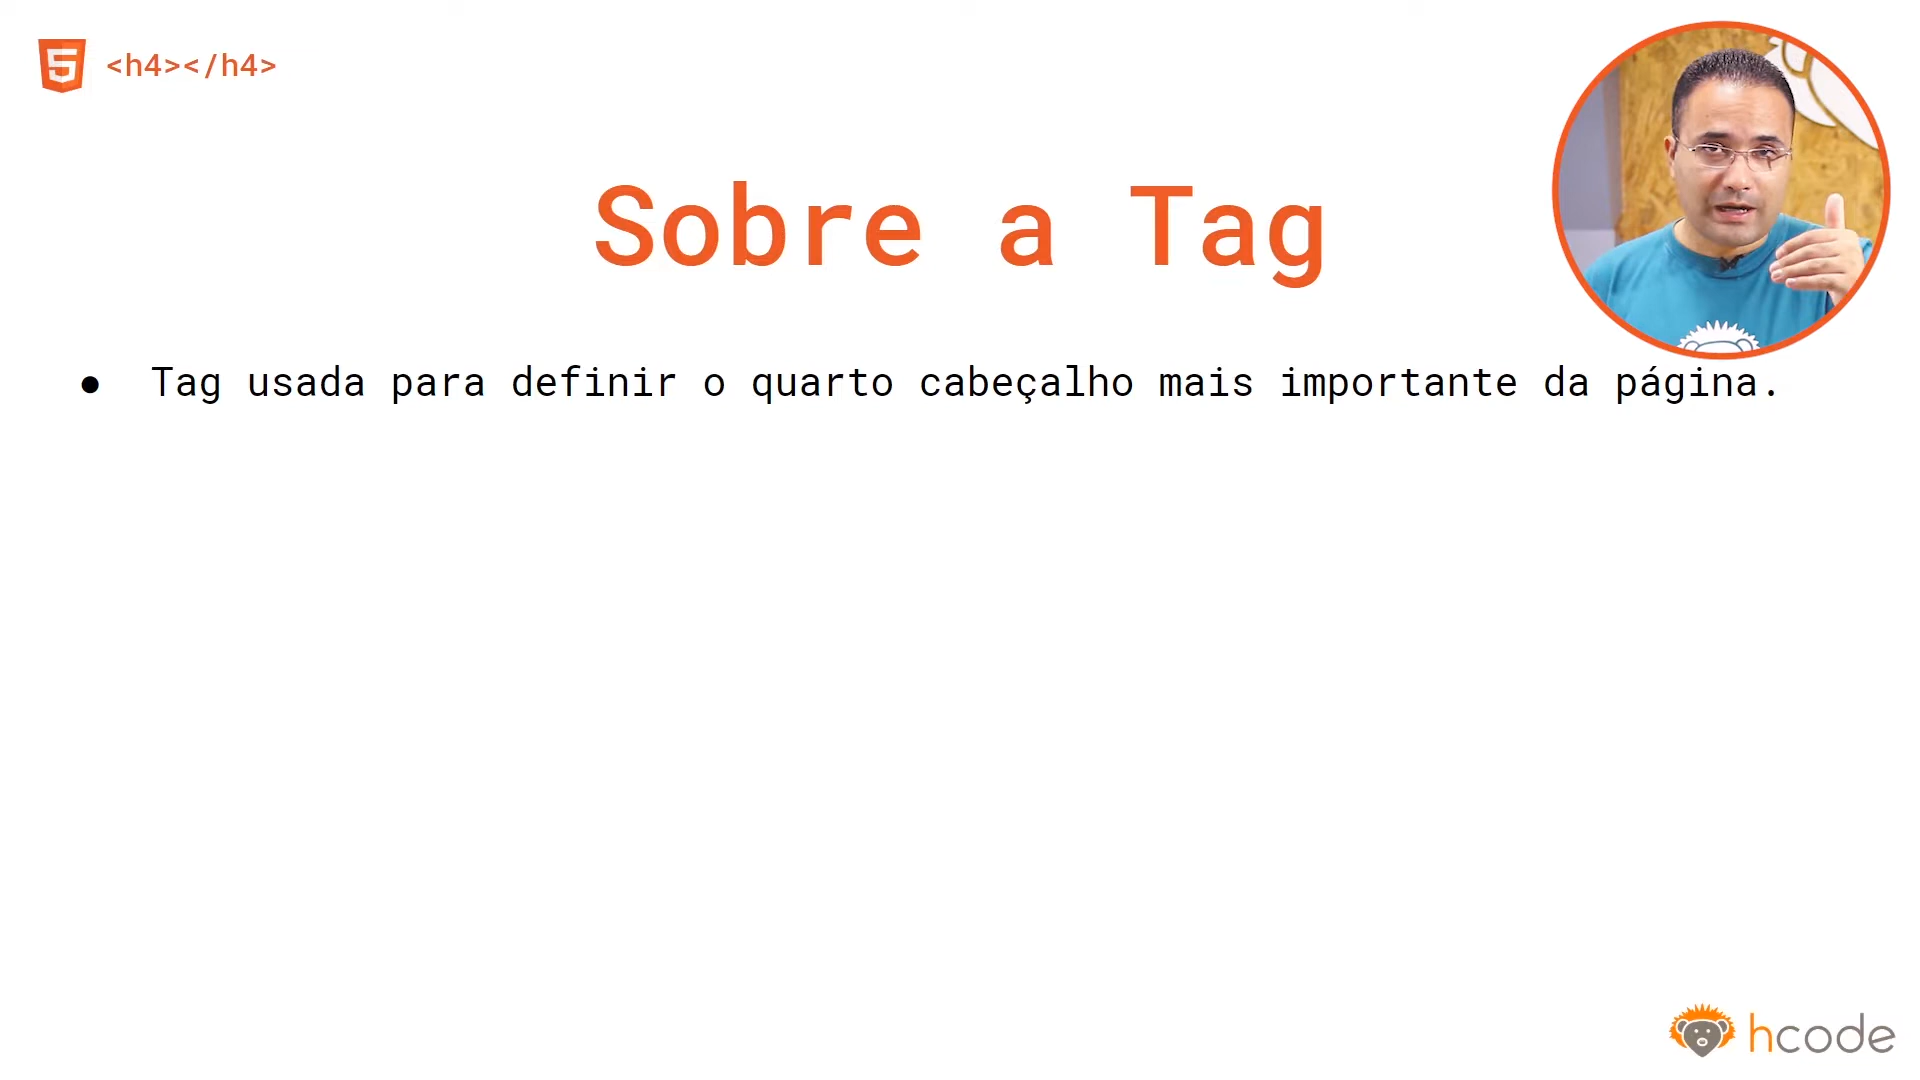 <h4></h4>
Sobre a Tag
● Tag usada para definir o quarto cabeçalho mais importante da página.
hcode